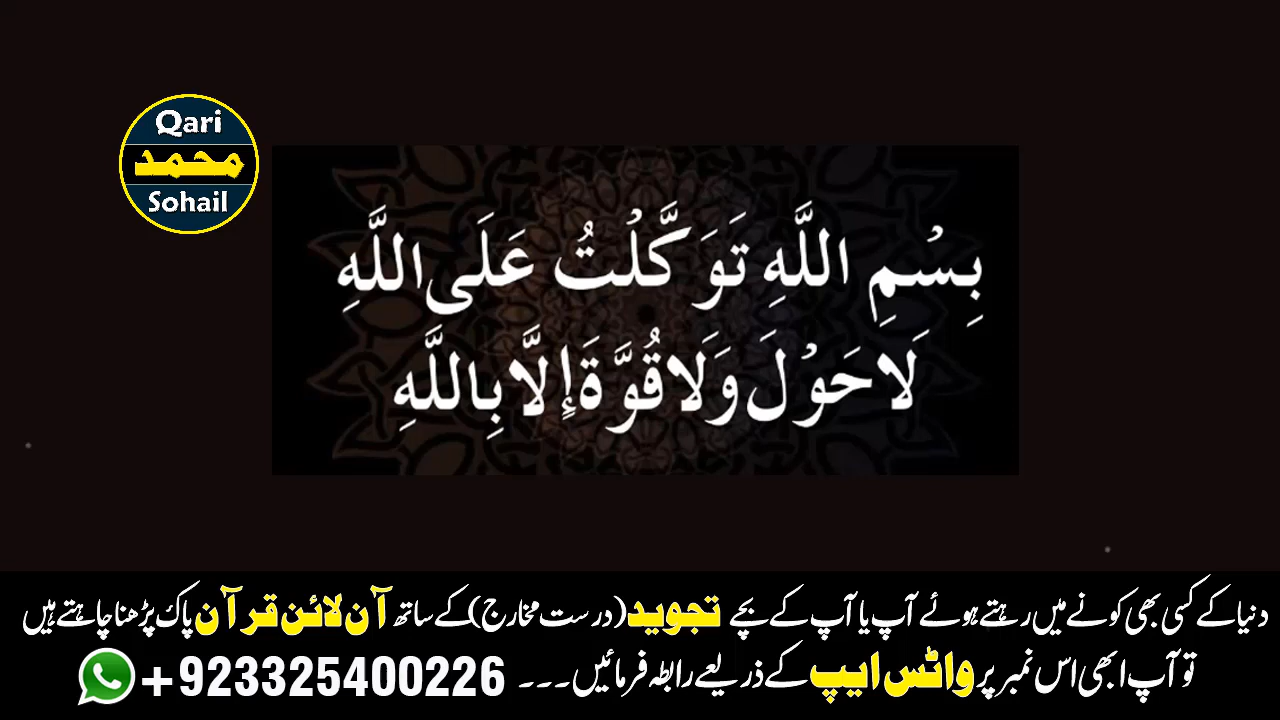 Qari
محمد
Sohail
بِسْمِ اللَّهِ تَوَكَّلْتُ عَلَى اللَّهِ
لَا حَوْلَ وَلَا قُوَّةَ إِلَّا بِاللَّهِ
دنیا کے کسی بھی کونے میں رہتے ہوئے آپ یا آپ کے بچے تجوید (درست مخارج) کے ساتھ آن لائن قرآن پاک پڑھنا چاہتے ہیں
تو آپ ابھی اس نمبر پر واٹس ایپ کے ذریعے رابطہ فرمائیں ۔۔۔ +923325400226